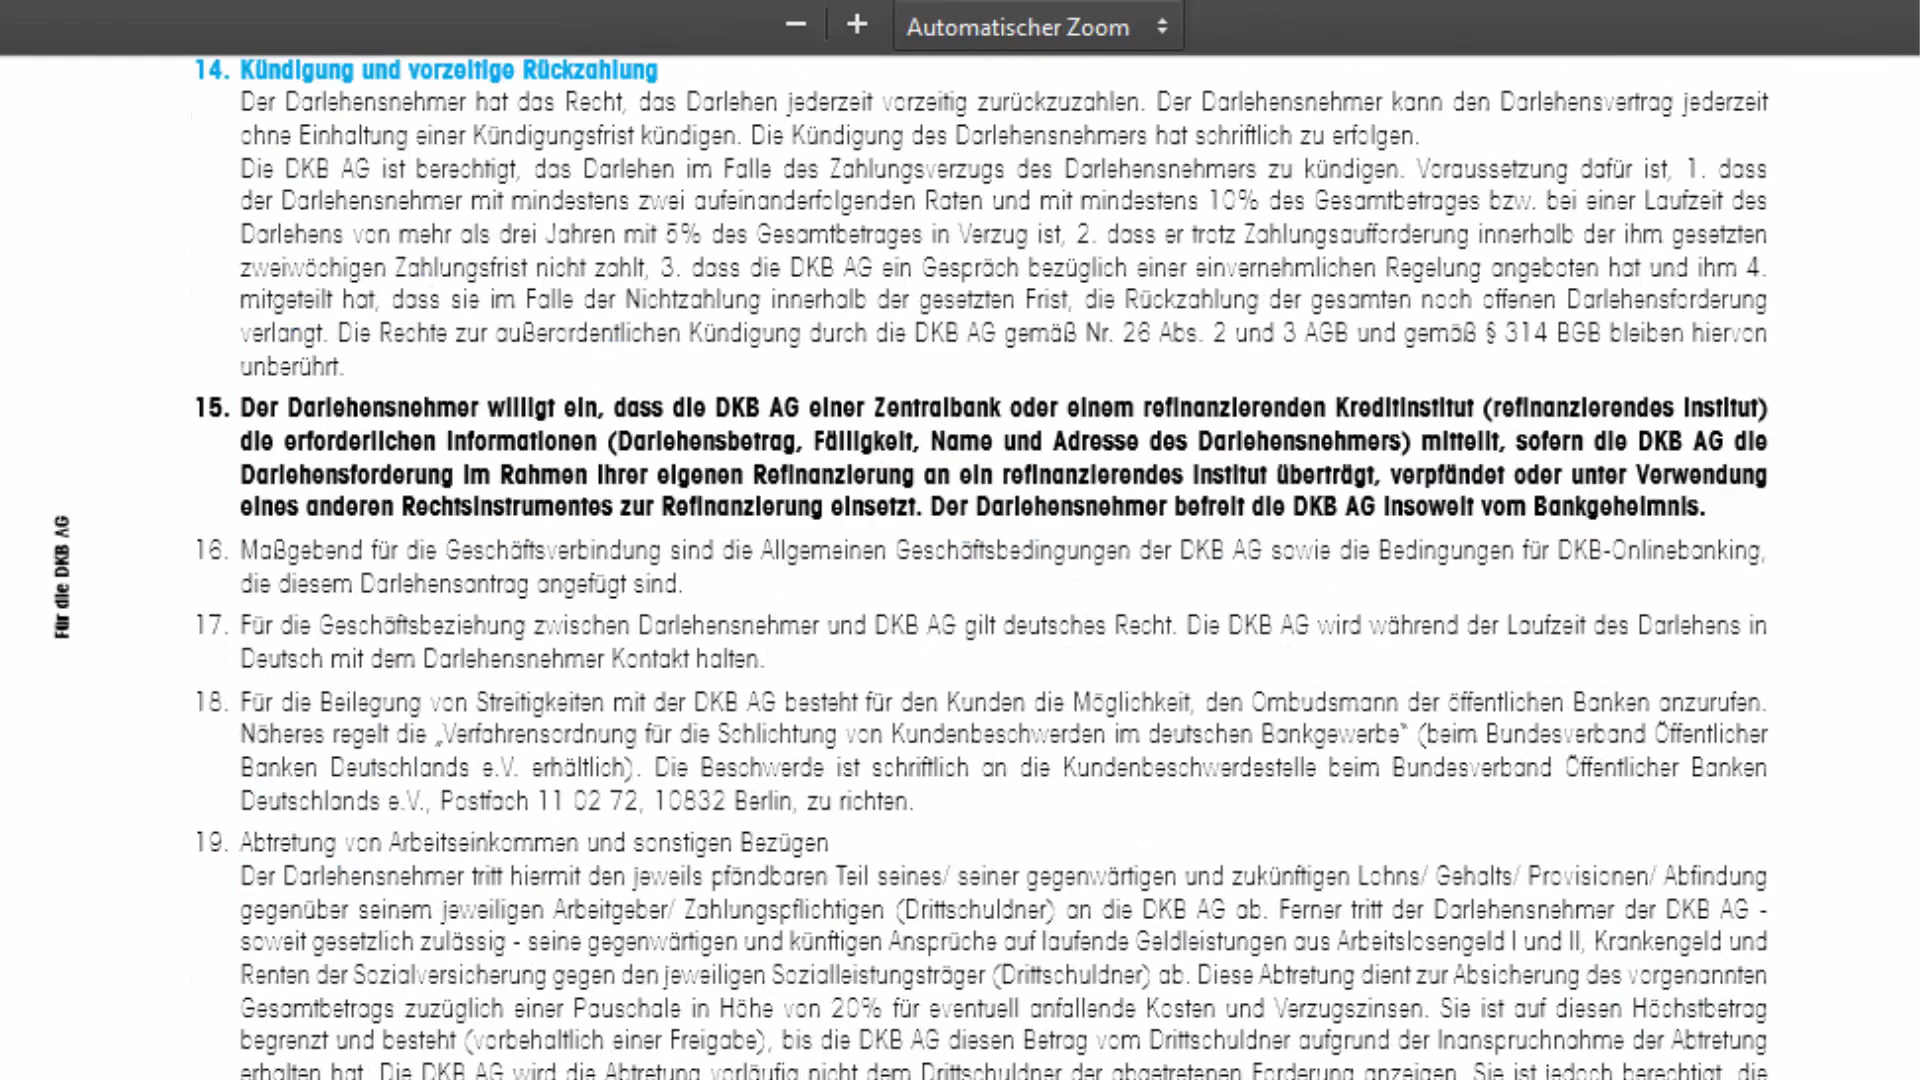 Automatischer Zoom
14. Kündigung und vorzeitige Rückzahlung
Der Darlehensnehmer hat das Recht, das Darlehen jederzeit vorzeitig zurückzuzahlen. Der Darlehensnehmer kann den Darlehensvertrag jederzeit
ohne Einhaltung einer Kündigungsfrist kündigen. Die Kündigung des Darlehensnehmers hat schriftlich zu erfolgen.
Die DKB AG ist berechtigt, das Darlehen im Falle des Zahlungsverzugs des Darlehensnehmers zu kündigen. Voraussetzung dafür ist, 1. dass
der Darlehensnehmer mit mindestens zwei aufeinanderfolgenden Raten und mit mindestens 10% des Gesamtbetrages bzw. bei einer Laufzeit des
Darlehens von mehr als drei Jahren mit 5% des Gesamtbetrages in Verzug ist, 2. dass er trotz Zahlungsaufforderung innerhalb der ihm gesetzten
zweiwöchigen Zahlungsfrist nicht zahlt, 3. dass die DKB AG ein Gespräch bezüglich einer einvernehmlichen Regelung angeboten hat und ihm 4.
mitgeteilt hat, dass sie im Falle der Nichtzahlung innerhalb der gesetzten Frist, die Rückzahlung der gesamten noch offenen Darlehensforderung
verlangt. Die Rechte zur außerordentlichen Kündigung durch die DKB AG gemäß Nr. 26 Abs. 2 und 3 AGB und gemäß § 314 BGB bleiben hiervon
unberührt.
15. Der Darlehensnehmer willigt ein, dass die DKB AG einer Zentralbank oder einem refinanzierenden Kreditinstitut (refinanzierendes Institut)
die erforderlichen Informationen (Darlehensbetrag, Fälligkeit, Name und Adresse des Darlehensnehmers) mitteilt, sofern die DKB AG die
Darlehensforderung im Rahmen ihrer eigenen Refinanzierung an ein refinanzierendes Institut überträgt, verpfändet oder unter Verwendung
eines anderen Rechtsinstrumentes zur Refinanzierung einsetzt. Der Darlehensnehmer befreit die DKB AG insoweit vom Bankgeheimnis.
Für die DKB AG
16. Maßgebend für die Geschäftsverbindung sind die Allgemeinen Geschäftsbedingungen der DKB AG sowie die Bedingungen für DKB-Onlinebanking,
die diesem Darlehensantrag angefügt sind.
17. Für die Geschäftsbeziehung zwischen Darlehensnehmer und DKB AG gilt deutsches Recht. Die DKB AG wird während der Laufzeit des Darlehens in
Deutsch mit dem Darlehensnehmer Kontakt halten.
18. Für die Beilegung von Streitigkeiten mit der DKB AG besteht für den Kunden die Möglichkeit, den Ombudsmann der öffentlichen Banken anzurufen.
Näheres regelt die „Verfahrensordnung für die Schlichtung von Kundenbeschwerden im deutschen Bankgewerbe“ (beim Bundesverband Öffentlicher
Banken Deutschlands e.V. erhältlich). Die Beschwerde ist schriftlich an die Kundenbeschwerdestelle beim Bundesverband Öffentlicher Banken
Deutschlands e.V., Postfach 11 02 72, 10832 Berlin, zu richten.
19. Abtretung von Arbeitseinkommen und sonstigen Bezügen
Der Darlehensnehmer tritt hiermit den jeweils pfändbaren Teil seines/ seiner gegenwärtigen und zukünftigen Lohns/ Gehalts/ Provisionen/ Abfindung
gegenüber seinem jeweiligen Arbeitgeber/ Zahlungspflichtigen (Drittschuldner) an die DKB AG ab. Ferner tritt der Darlehensnehmer der DKB AG -
soweit gesetzlich zulässig - seine gegenwärtigen und künftigen Ansprüche auf laufende Geldleistungen aus Arbeitslosengeld I und II, Krankengeld und
Renten der Sozialversicherung gegen den jeweiligen Sozialleistungsträger (Drittschuldner) ab. Diese Abtretung dient zur Absicherung des vorgenannten
Gesamtbetrags zuzüglich einer Pauschale in Höhe von 20% für eventuell anfallende Kosten und Verzugszinsen. Sie ist auf diesen Höchstbetrag
begrenzt und besteht (vorbehaltlich einer Freigabe), bis die DKB AG diesen Betrag vom Drittschuldner aufgrund der Inanspruchnahme der Abtretung
erhalten hat. Die DKB AG wird die Abtretung vorläufig nicht dem Drittschuldner der abgetretenen Forderung anzeigen. Sie ist jedoch berechtigt, die